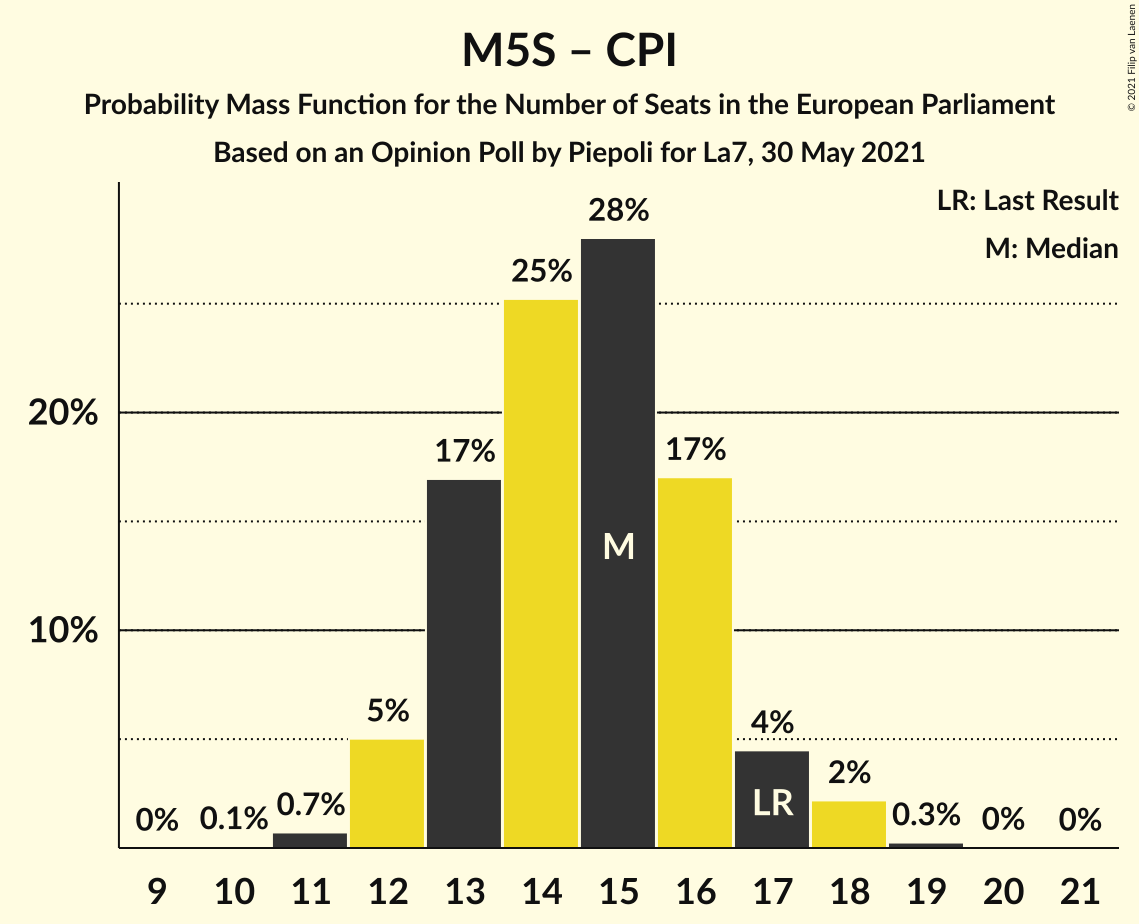 M5S – CPI
Probability Mass Function for the Number of Seats in the European Parliament
Based on an Opinion Poll by Piepoli for La7, 30 May 2021
© 2021 Filip van Laenen
LR: Last Result
M: Median
20%
10%
0%
0.1%
0.7%
5%
17%
25%
28%
17%
4%
2%
0.3%
0%
0%
M
LR
9 10 11 12 13 14 15 16 17 18 19 20 21